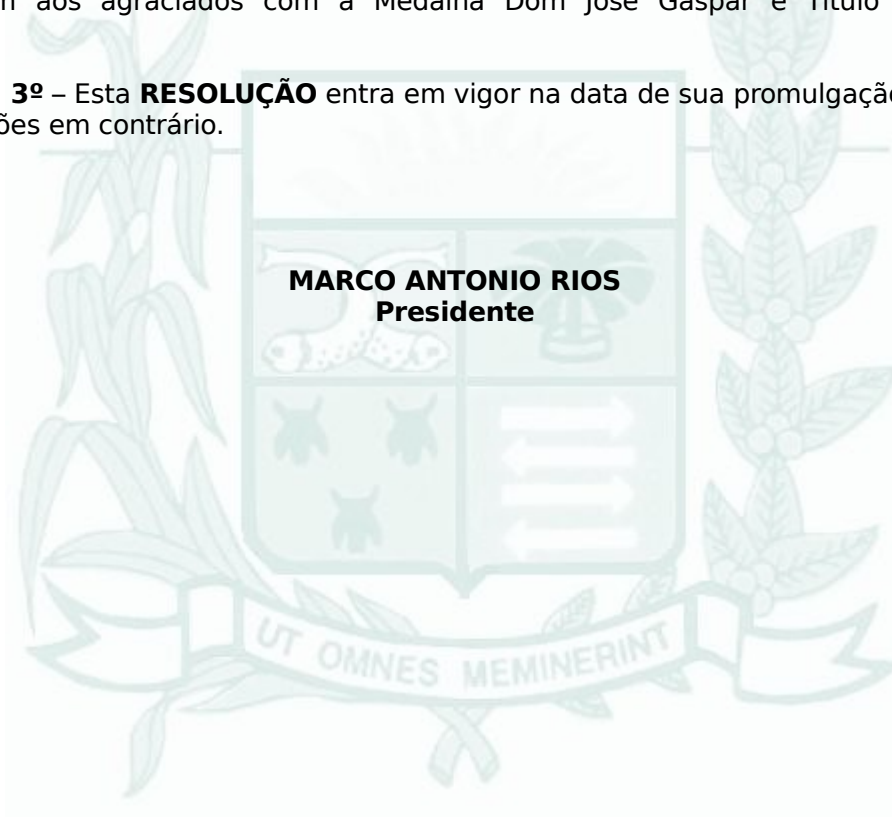 aos agraciados com a Medalha Dom José Gaspar e Título
3º – Esta RESOLUÇÃO entra em vigor na data de sua promulgação
ões em contrário.
MARCO ANTONIO RIOS
Presidente
UT OMNES MEMINERINT